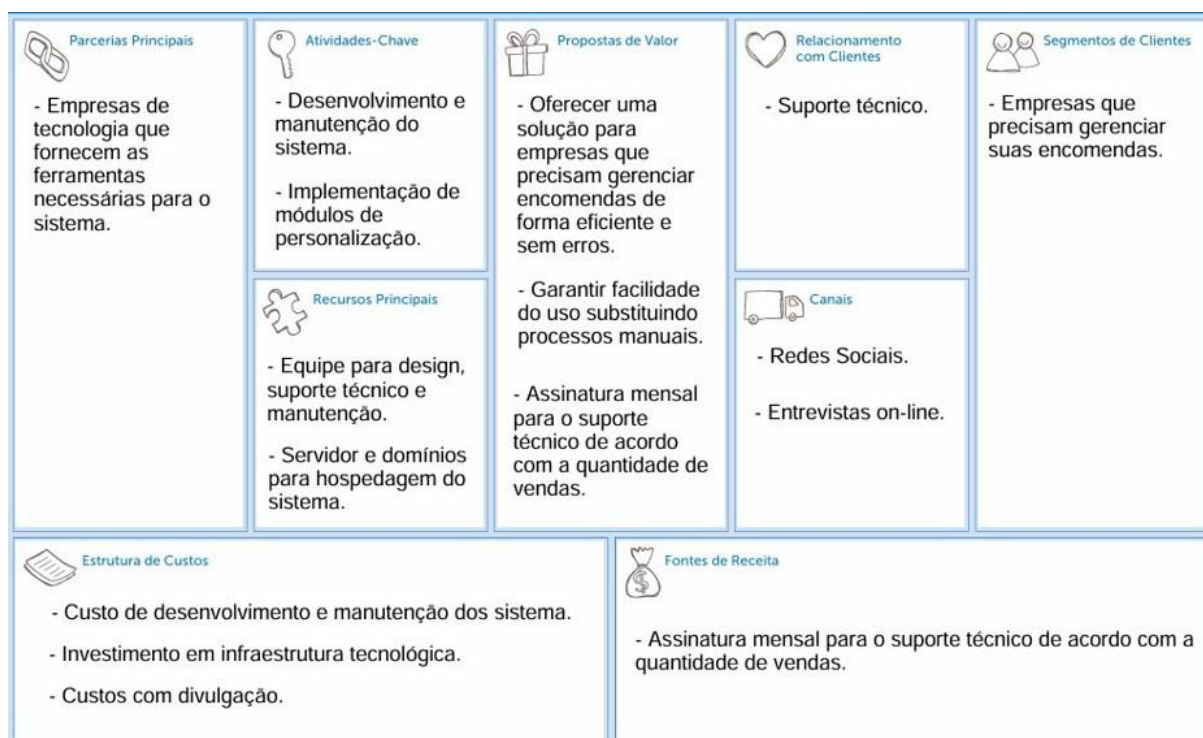 Parcerias Principais
- Empresas de
tecnologia que
fornecem as
ferramentas
necessárias para o
sistema.
Atividades-Chave
- Desenvolvimento e
manutenção do
sistema.
- Implementação de
módulos de
personalização.
Recursos Principais
- Equipe para design,
suporte técnico e
manutenção.
- Servidor e domínios
para hospedagem do
sistema.
Propostas de Valor
- Oferecer uma
solução para
empresas que
precisam gerenciar
encomendas de
forma eficiente e
sem erros.
- Garantir facilidade
do uso substituindo
processos manuais.
- Assinatura mensal
para o suporte
técnico de acordo
com a quantidade de
vendas.
Relacionamento
com Clientes
- Suporte técnico.
Canais
- Redes Sociais.
- Entrevistas on-line.
Segmentos de Clientes
- Empresas que
precisam gerenciar
suas encomendas.
Estrutura de Custos
- Custo de desenvolvimento e manutenção dos sistema.
- Investimento em infraestrutura tecnológica.
- Custos com divulgação.
Fontes de Receita
- Assinatura mensal para o suporte técnico de acordo com a
quantidade de vendas.